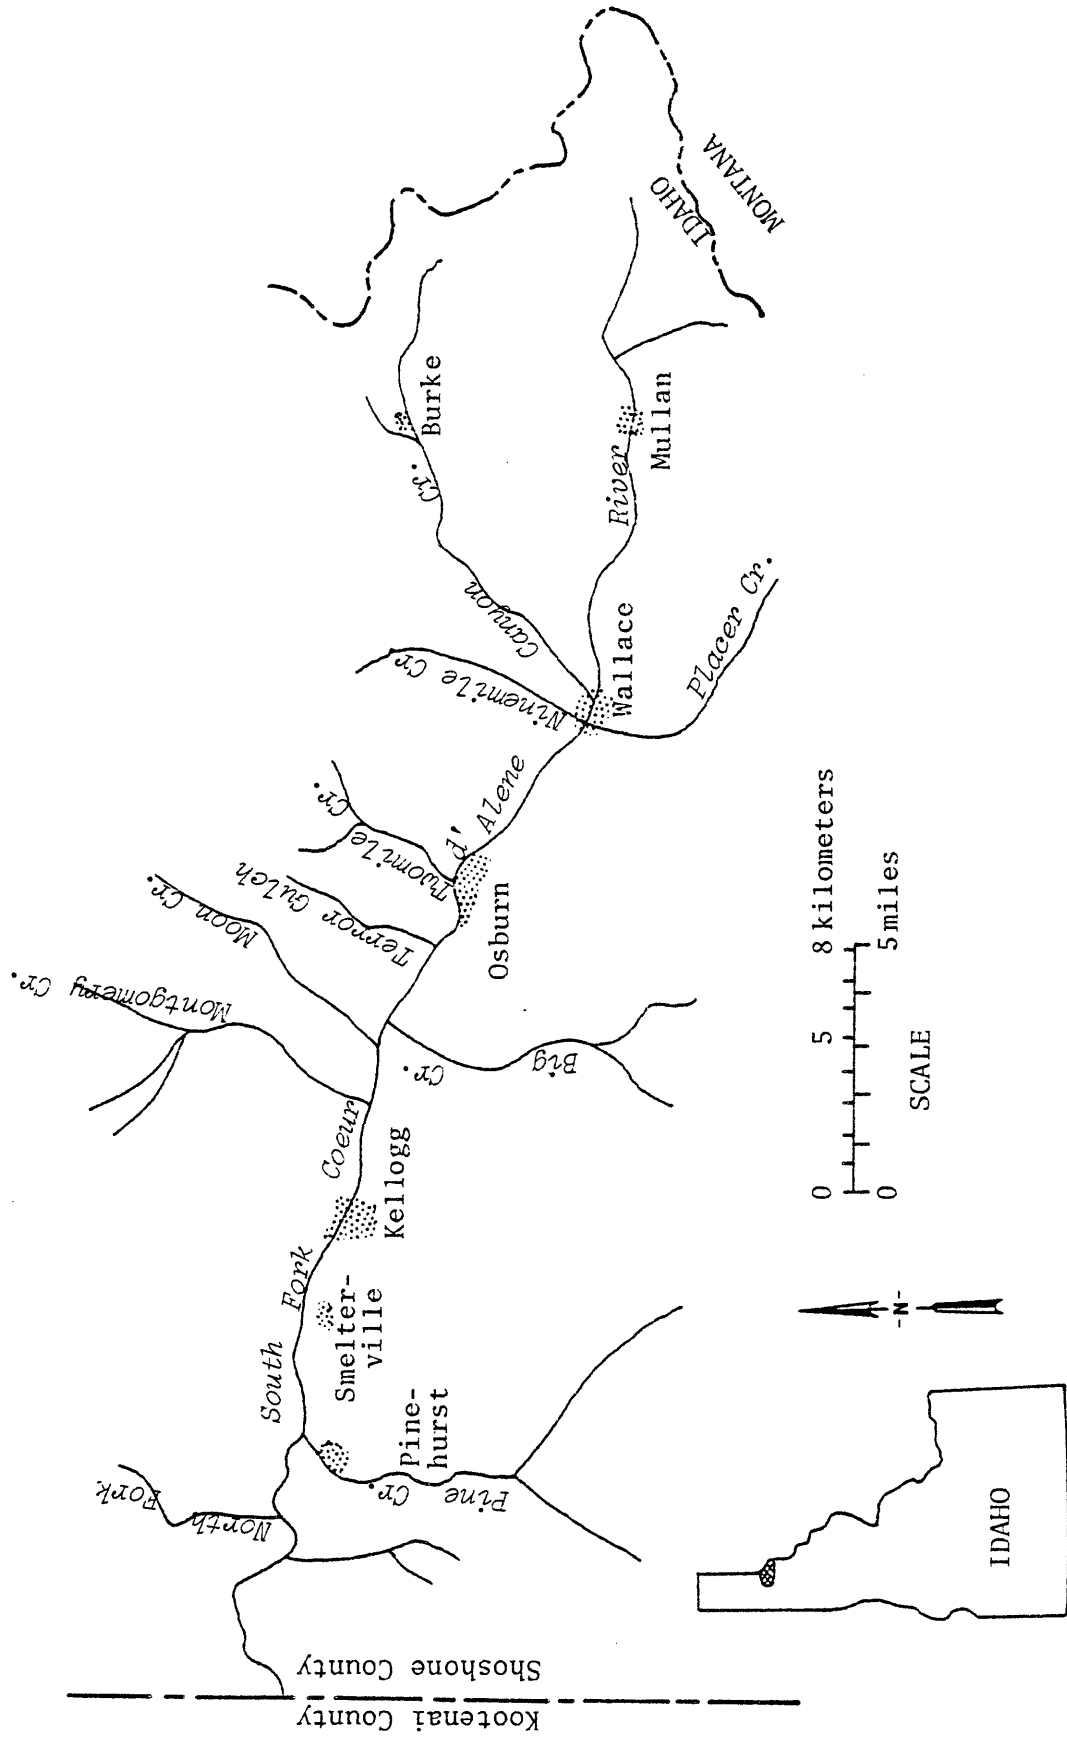 Kootenai County
Shoshone County
North
Fork
South
Fork
Coeur
d'
Alene
River
Pine
Cr.
Pine-
hurst
Smelter-
ville
Kellogg
Montgomery Cr.
Moon Cr.
Big
Cr.
Terror Gulch
Twomile
Cr.
Osburn
Ninemile Cr
Wallace
Placer Cr.
Canyon
Cr.
Burke
Mullan
IDAHO
MONTANA
IDAHO
-N-
0 5 8 kilometers
0 5 miles
SCALE